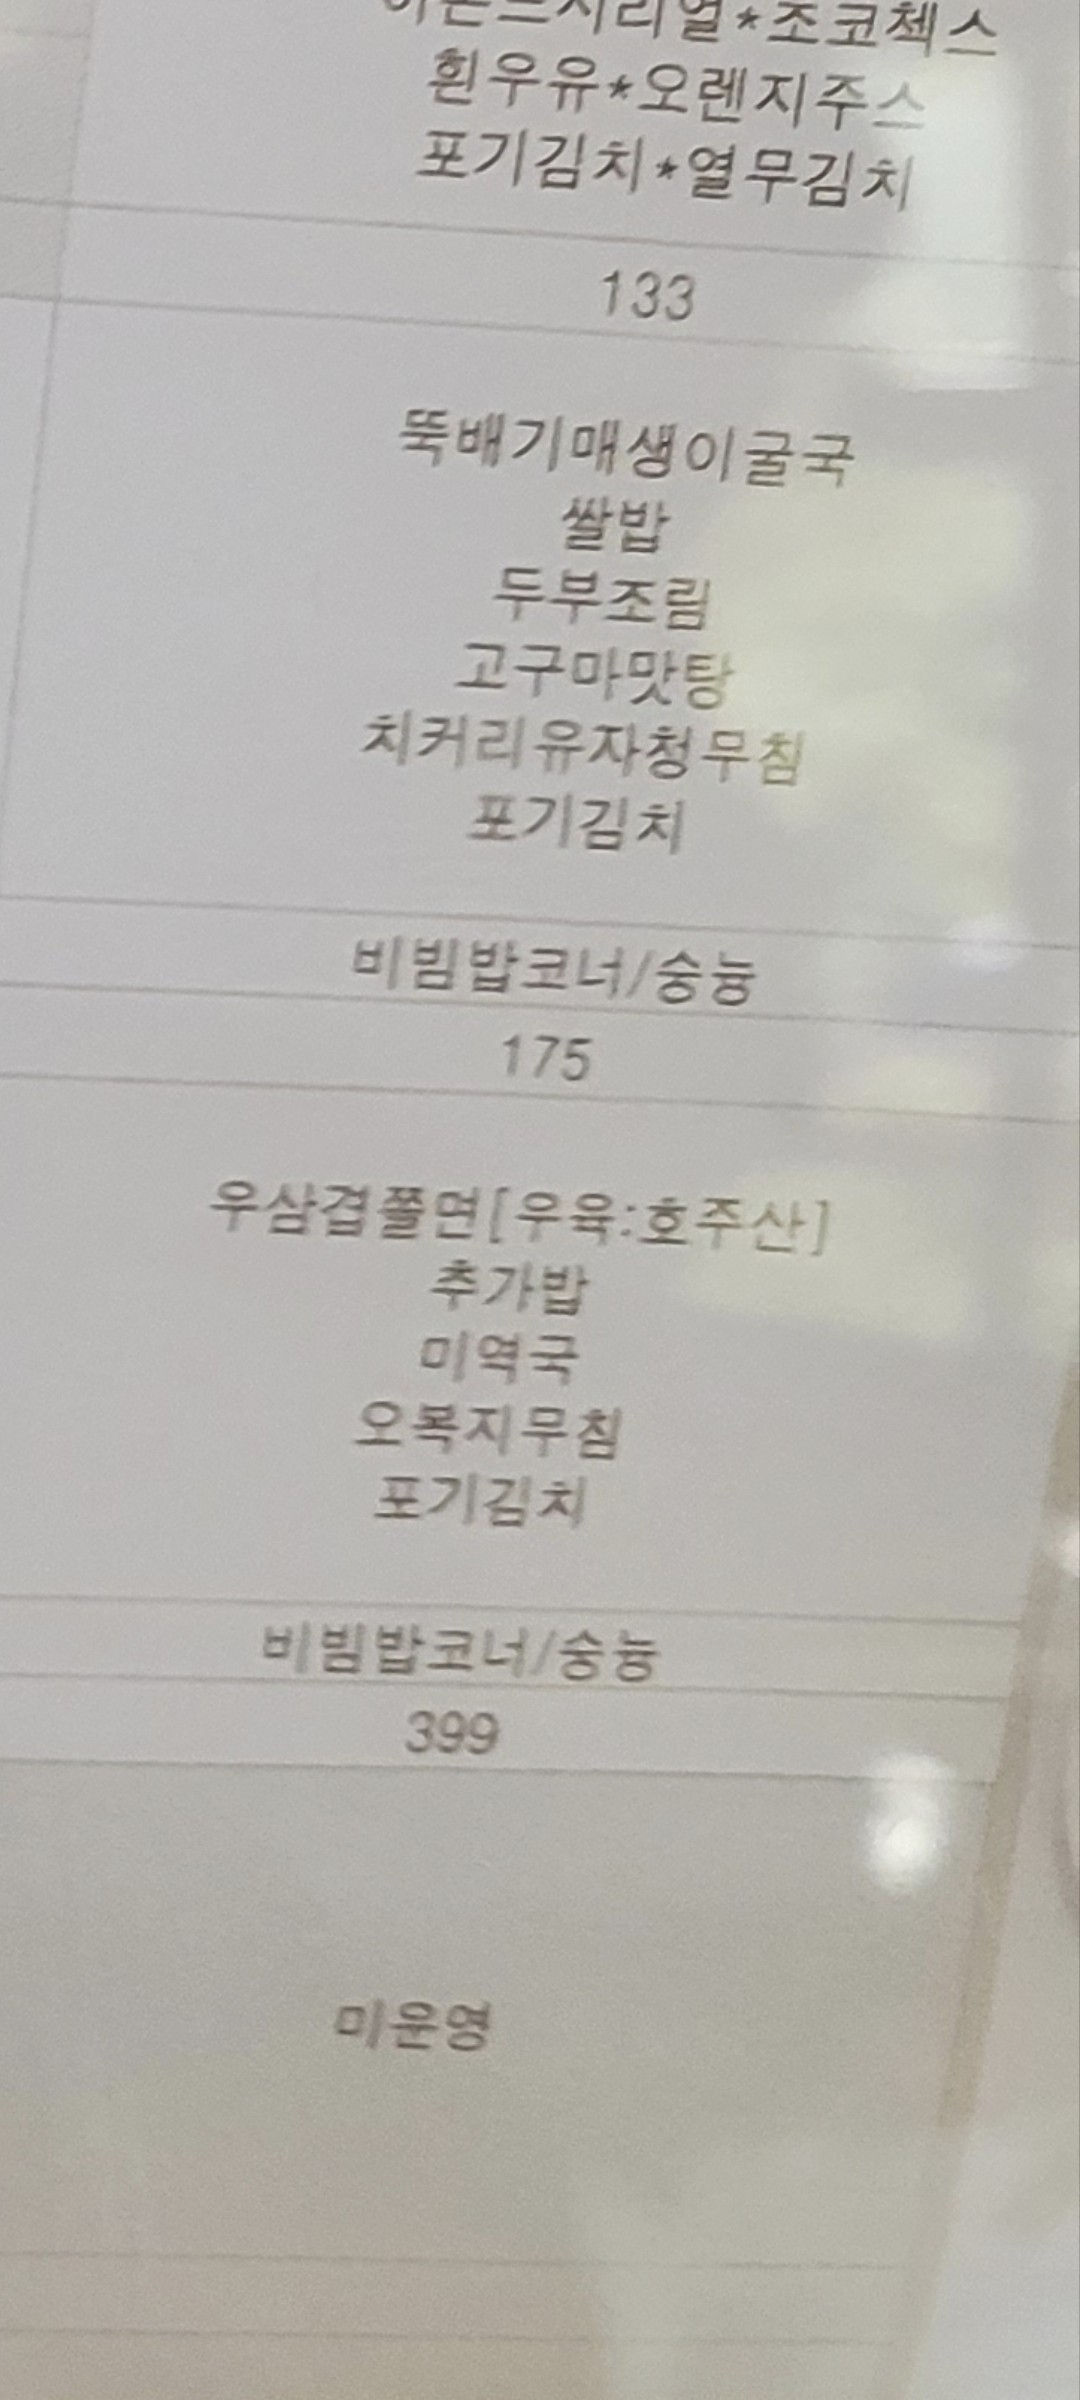 아몬드시리얼*초코첵스
흰우유*오렌지주스
포기김치*열무김치
133
뚝배기매생이굴국
쌀밥
두부조림
고구마맛탕
치커리유자청무침
포기김치
비빔밥코너/숭늉
175
우삼겹쫄면[우육:호주산]
추가밥
미역국
오복지무침
포기김치
비빔밥코너/숭늉
399
미운영